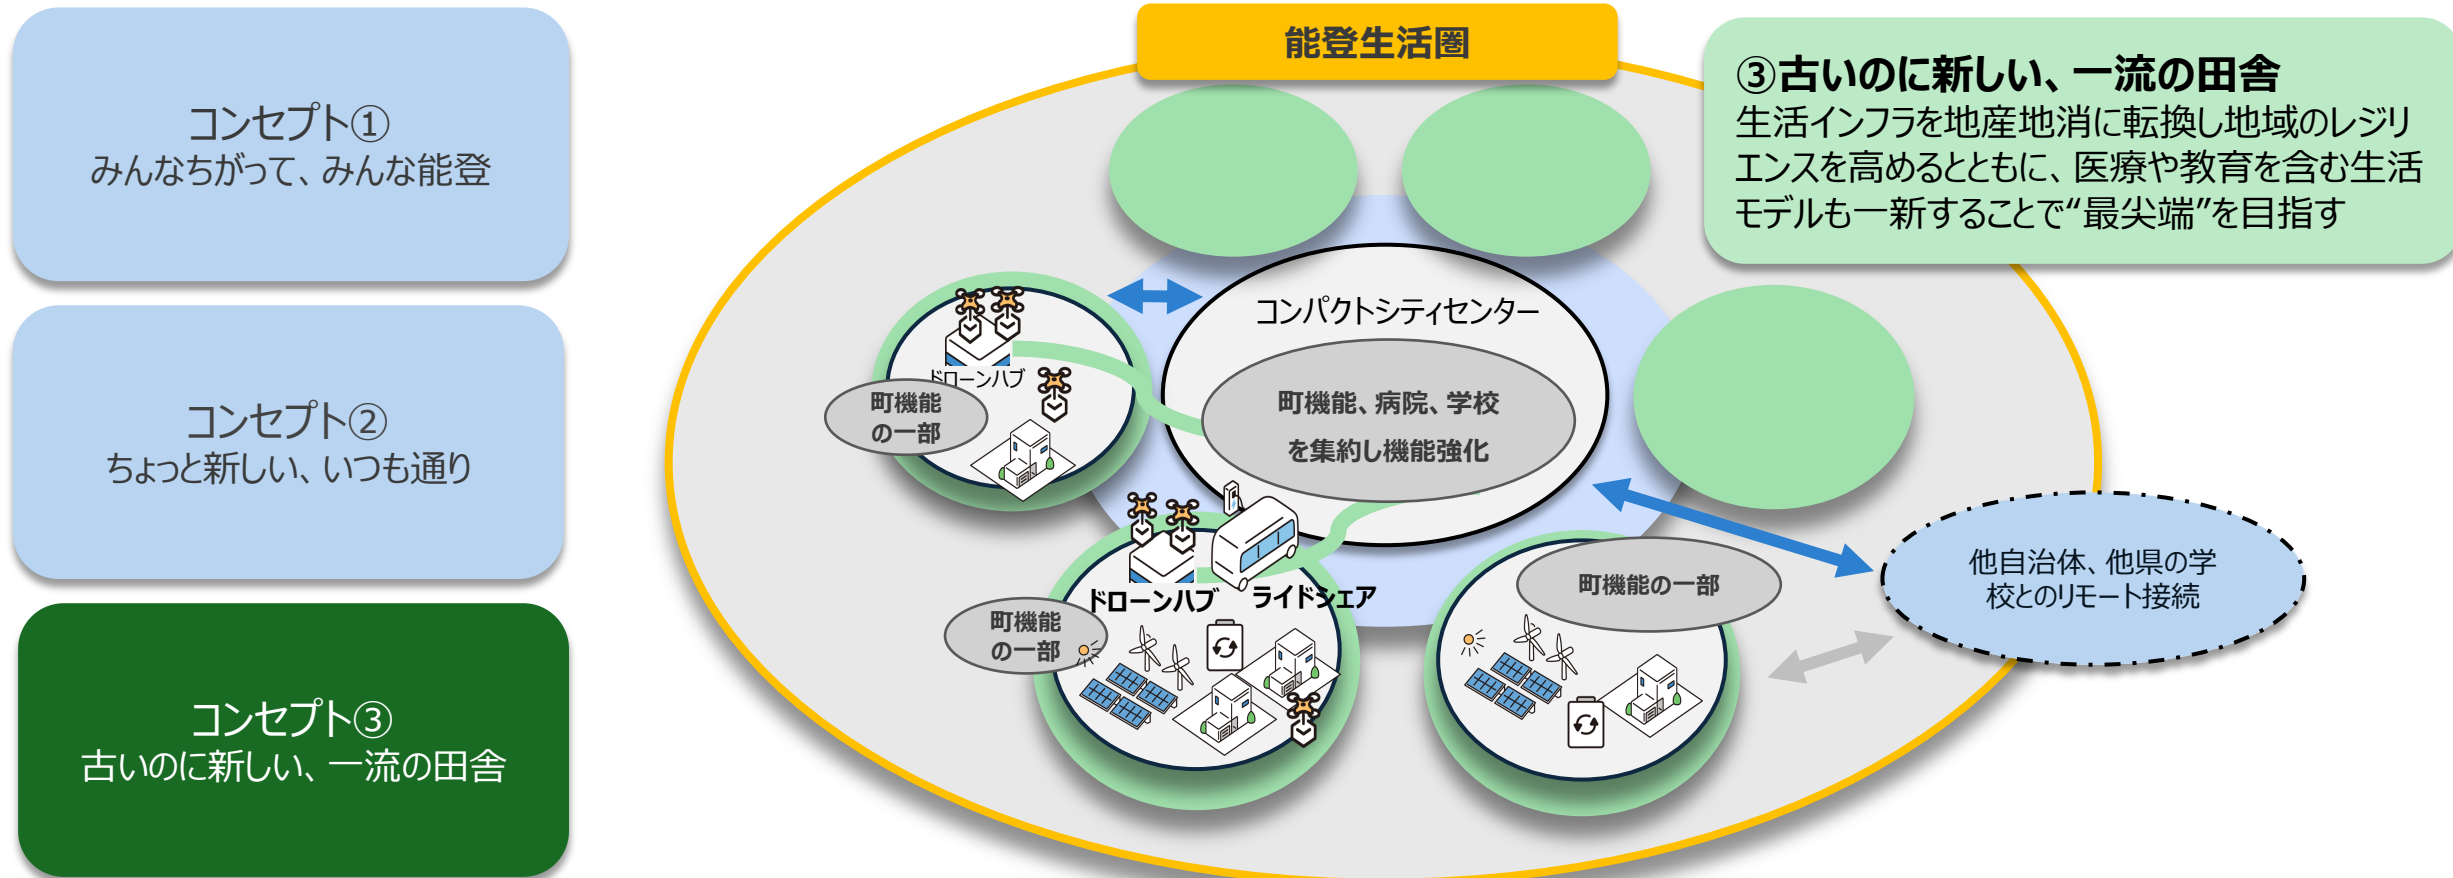 コンセプト①
みんなちがって、みんな能登
コンセプト②
ちょっと新しい、いつも通り
コンセプト③
古いのに新しい、一流の田舎
能登生活圏
③古いのに新しい、一流の田舎
生活インフラを地産地消に転換し地域のレジリ
エンスを高めるとともに、医療や教育を含む生活
モデルも一新することで“最尖端”を目指す
コンパクトシティセンター
町機能、病院、学校
を集約し機能強化
ドローンハブ
町機能
の一部
ドローンハブ
ライドシェア
町機能
の一部
町機能の一部
他自治体、他県の学
校とのリモート接続